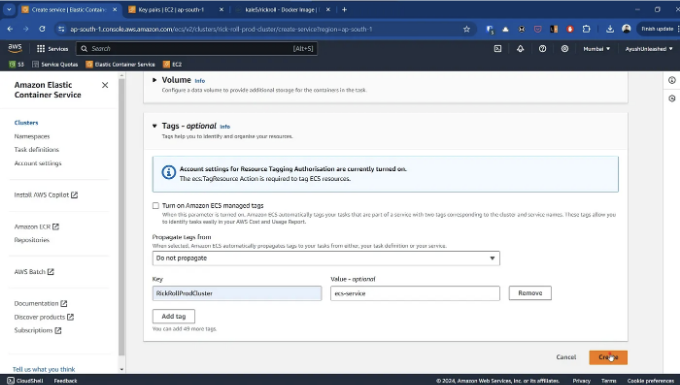 Create service | Elastic Contain
Key pairs | EC2 | ap-south-1
kale5/rickroll - Docker Image |
ap-south-1.console.aws.amazon.com/ecs/v2/clusters/rick-roll-prod-cluster/create-service?region=ap-south-1
Finish update
aws
Services
Search
[Alt+S]
Mumbai
AyushUnleashed
S3
Service Quotas
Elastic Container Service
EC2
Amazon Elastic
Container Service
Clusters
Namespaces
Task definitions
Account settings
Install AWS Copilot
Amazon ECR
Repositories
AWS Batch
Documentation
Discover products
Subscriptions
Tell us what you think
Volume Info
Configure a data volume to provide additional storage for the containers in the task.
Tags - optional Info
Tags help you to identify and organise your resources.
Account settings for Resource Tagging Authorisation are currently turned on.
The ecs:TagResource Action is required to tag ECS resources.
Turn on Amazon ECS managed tags
When this parameter is turned on, Amazon ECS automatically tags your tasks that are part of a service with two tags corresponding to the cluster and service names. These tags allow you
to identify tasks easily in your AWS Cost and Usage Report.
Propagate tags from
When selected, Amazon ECS automatically propagates tags to your tasks from either, your task definition or your service.
Do not propagate
Key
Value - optional
RickRollProdCluster
ecs-service
Remove
Add tag
You can add 49 more tags.
Cancel
Create
CloudShell
Feedback
© 2024, Amazon Web Services, Inc. or its affiliates.
Privacy
Terms
Cookie preferences